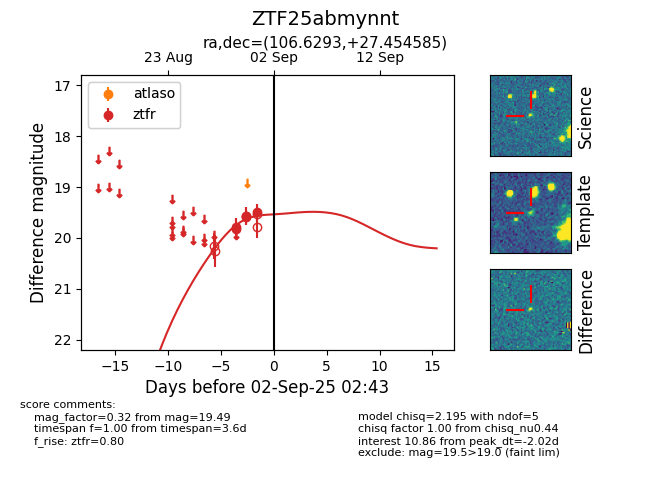 ZTF25abmynnt
ra,dec=(106.6293,+27.454585)
23 Aug 02 Sep 12 Sep
atlaso
ztfr
17
18
19
20
21
22
Difference magnitude
−15 −10 −5 0 5 10 15
Days before 02-Sep-25 02:43
Science
Template
Difference
score comments:
mag_factor=0.32 from mag=19.49
timespan f=1.00 from timespan=3.6d
f_rise: ztfr=0.80
model chisq=2.195 with ndof=5
chisq factor 1.00 from chisq_nu0.44
interest 10.86 from peak_dt=-2.02d
exclude: mag=19.5>19.0 (faint lim)